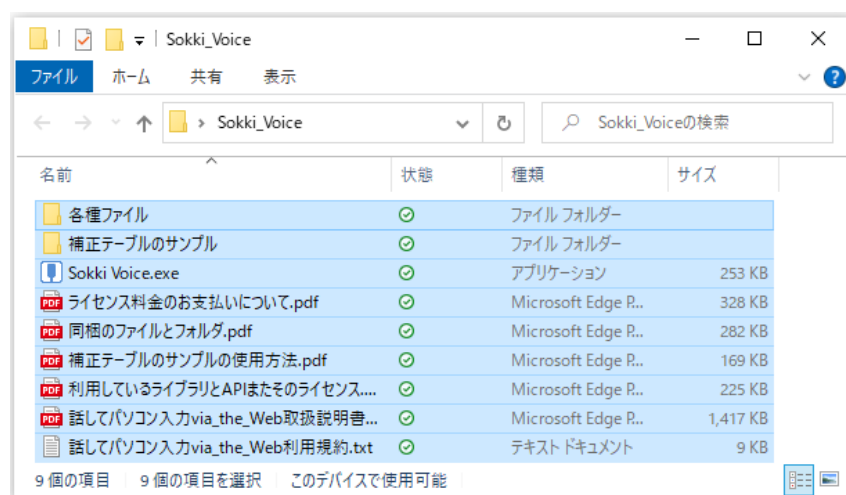 Sokki_Voice
ファイル ホーム 共有 表示
Sokki_Voice Sokki_Voiceの検索
名前 状態 種類 サイズ
各種ファイル ファイル フォルダー
補正テーブルのサンプル ファイル フォルダー
Sokki Voice.exe アプリケーション 253 KB
PDF ライセンス料金のお支払いについて.pdf Microsoft Edge P... 328 KB
PDF 同梱のファイルとフォルダ.pdf Microsoft Edge P... 282 KB
PDF 補正テーブルのサンプルの使用方法.pdf Microsoft Edge P... 169 KB
PDF 利用しているライブラリとAPIまたそのライセンス.... Microsoft Edge P... 225 KB
PDF 話してパソコン入力via_the_Web取扱説明書... Microsoft Edge P... 1,417 KB
話してパソコン入力via_the_Web利用規約.txt テキスト ドキュメント 9 KB
9 個の項目 9 個の項目を選択 このデバイスで使用可能